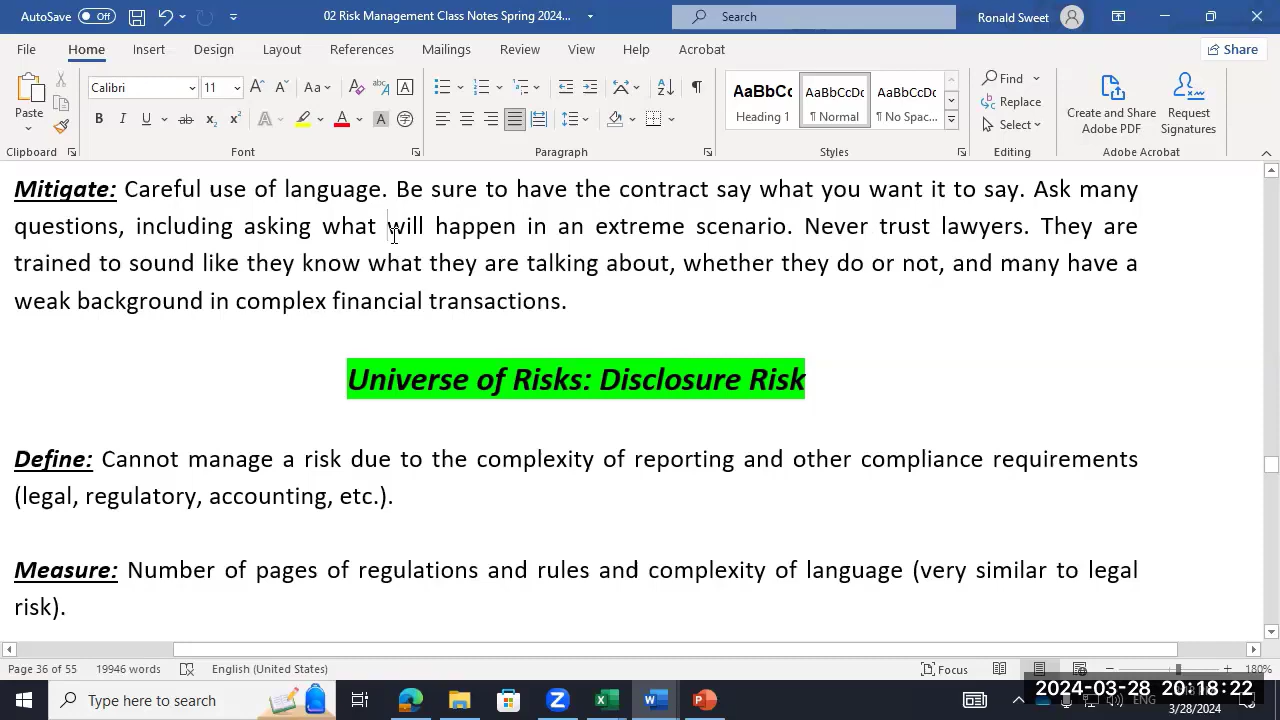 AutoSave Off 02 Risk Management Class Notes Spring 2024... Search Ronald Sweet
File Home Insert Design Layout References Mailings Review View Help Acrobat Share
Calibri 11 Aa AaBbCc AaBbCcDc AaBbCcDc Find
Paste Heading 1 ¶ Normal ¶ No Spac... Replace Create and Share Adobe PDF Request Signatures
B I U ab x₂ x² A A A Select
Clipboard Font Paragraph Styles Editing Adobe Acrobat
Mitigate: Careful use of language. Be sure to have the contract say what you want it to say. Ask many
questions, including asking what will happen in an extreme scenario. Never trust lawyers. They are
trained to sound like they know what they are talking about, whether they do or not, and many have a
weak background in complex financial transactions.
Universe of Risks: Disclosure Risk
Define: Cannot manage a risk due to the complexity of reporting and other compliance requirements
(legal, regulatory, accounting, etc.).
Measure: Number of pages of regulations and rules and complexity of language (very similar to legal
risk).
Page 36 of 55 19946 words English (United States) Focus 180%
Type here to search 2024-03-28 20:18:22
ENG
3/28/2024